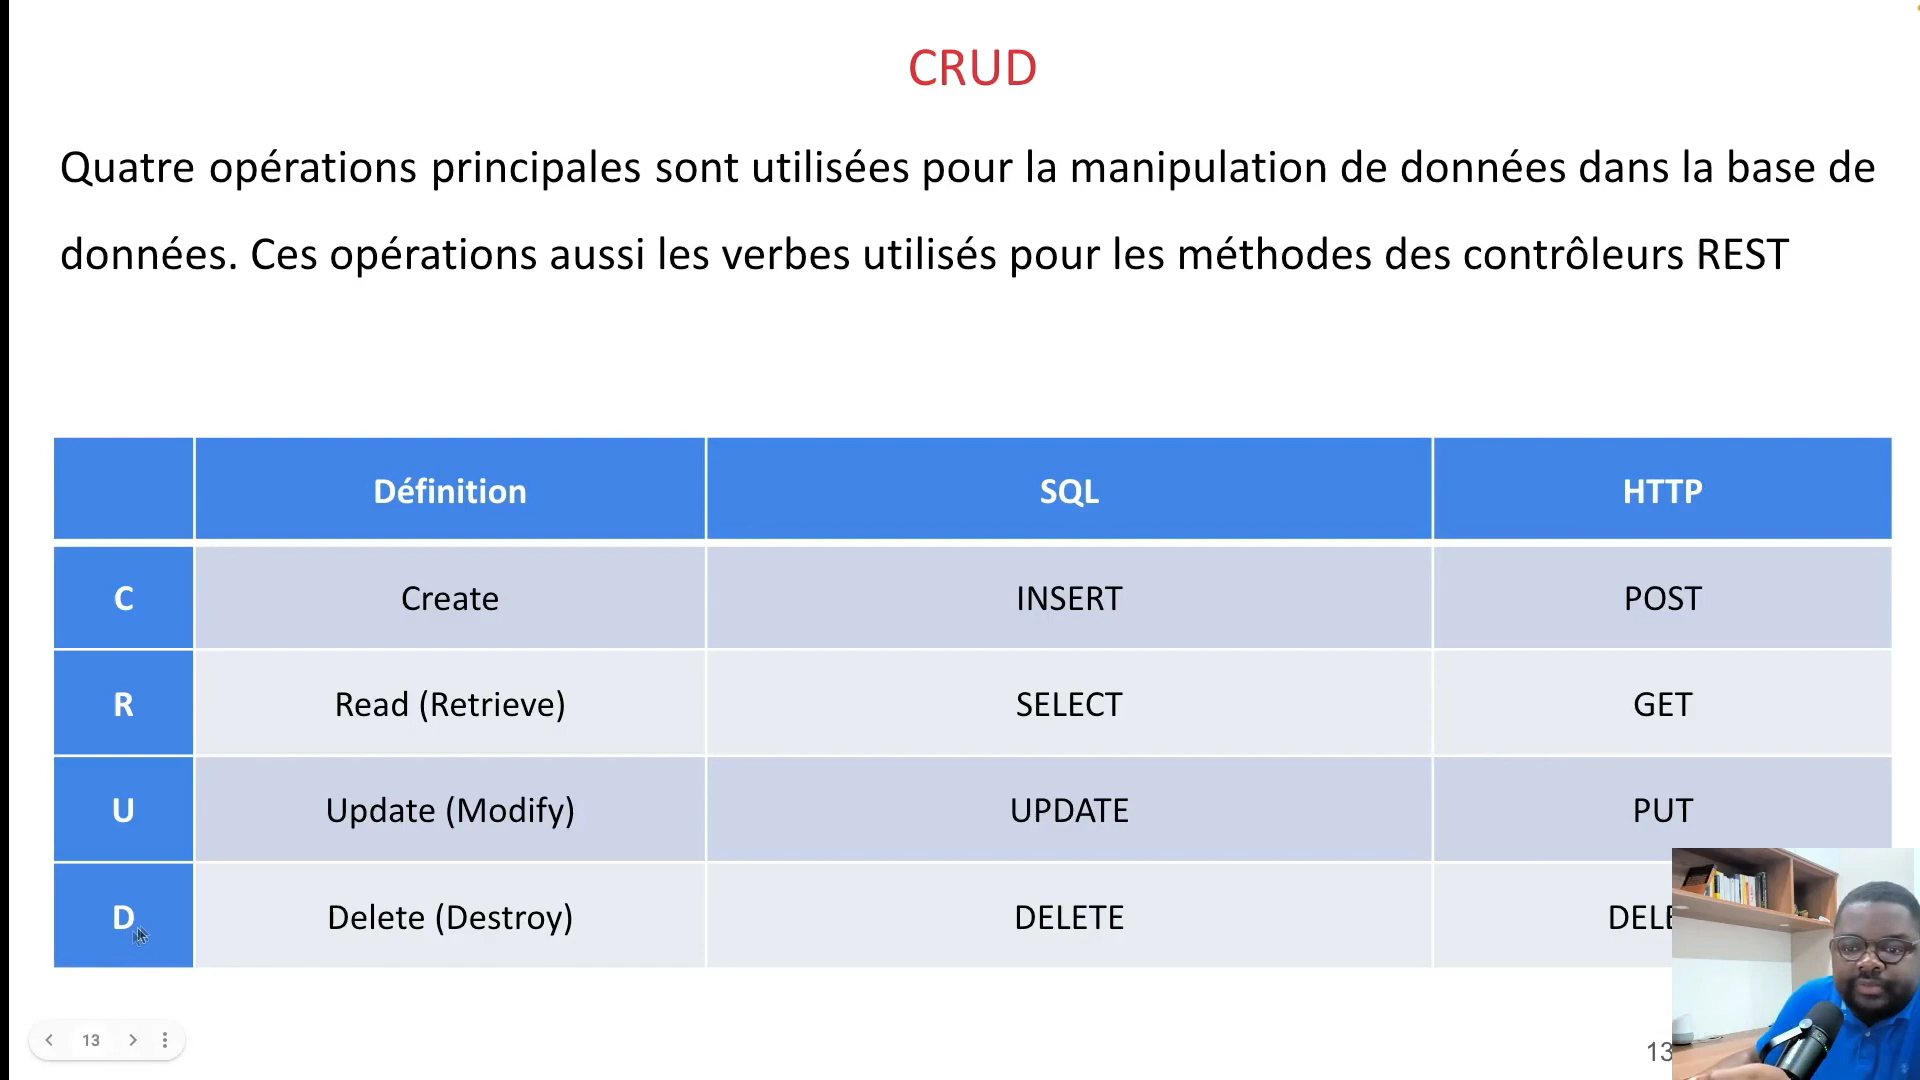 CRUD
Quatre opérations principales sont utilisées pour la manipulation de données dans la base de
données. Ces opérations aussi les verbes utilisés pour les méthodes des contrôleurs REST
Définition SQL HTTP
C Create INSERT POST
R Read (Retrieve) SELECT GET
U Update (Modify) UPDATE PUT
D Delete (Destroy) DELETE
13
13